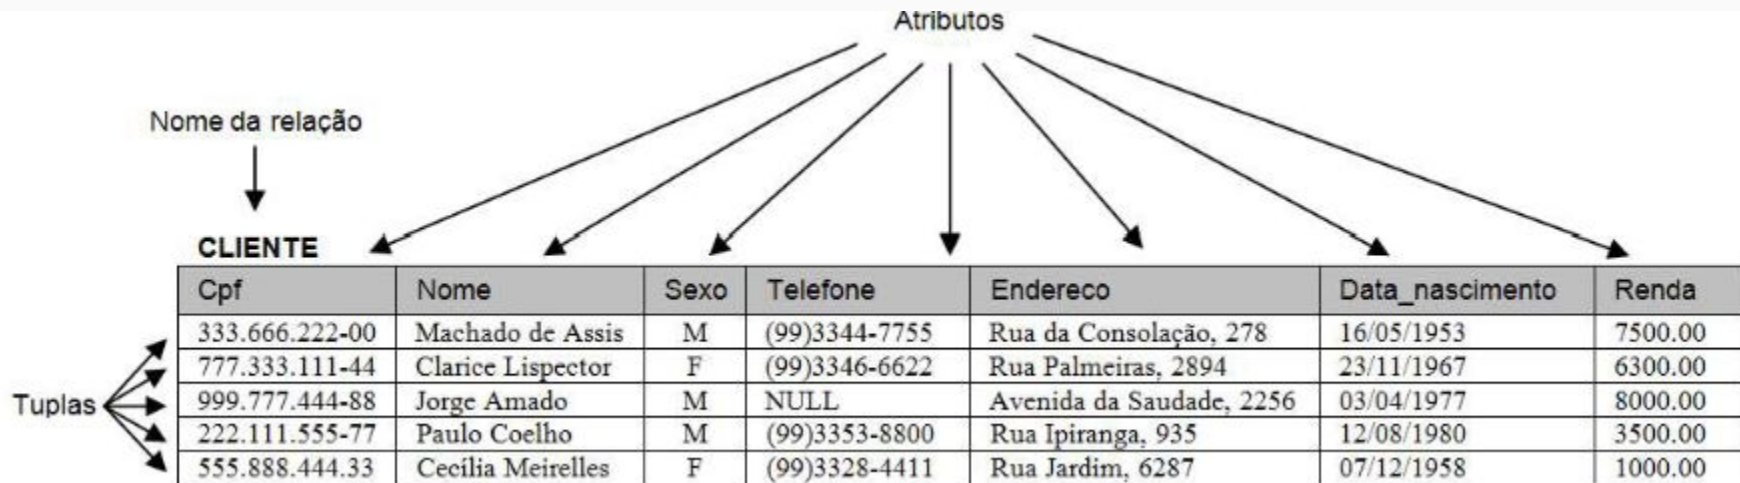 Atributos
Nome da relação
CLIENTE
Cpf Nome Sexo Telefone Endereco Data_nascimento Renda
333.666.222-00 Machado de Assis M (99)3344-7755 Rua da Consolação, 278 16/05/1953 7500.00
777.333.111-44 Clarice Lispector F (99)3346-6622 Rua Palmeiras, 2894 23/11/1967 6300.00
Tuplas 999.777.444-88 Jorge Amado M NULL Avenida da Saudade, 2256 03/04/1977 8000.00
222.111.555-77 Paulo Coelho M (99)3353-8800 Rua Ipiranga, 935 12/08/1980 3500.00
555.888.444.33 Cecília Meirelles F (99)3328-4411 Rua Jardim, 6287 07/12/1958 1000.00